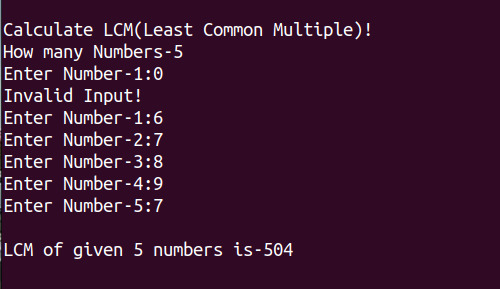 Calculate LCM(Least Common Multiple)!
How many Numbers-5
Enter Number-1:0
Invalid Input!
Enter Number-1:6
Enter Number-2:7
Enter Number-3:8
Enter Number-4:9
Enter Number-5:7
LCM of given 5 numbers is-504